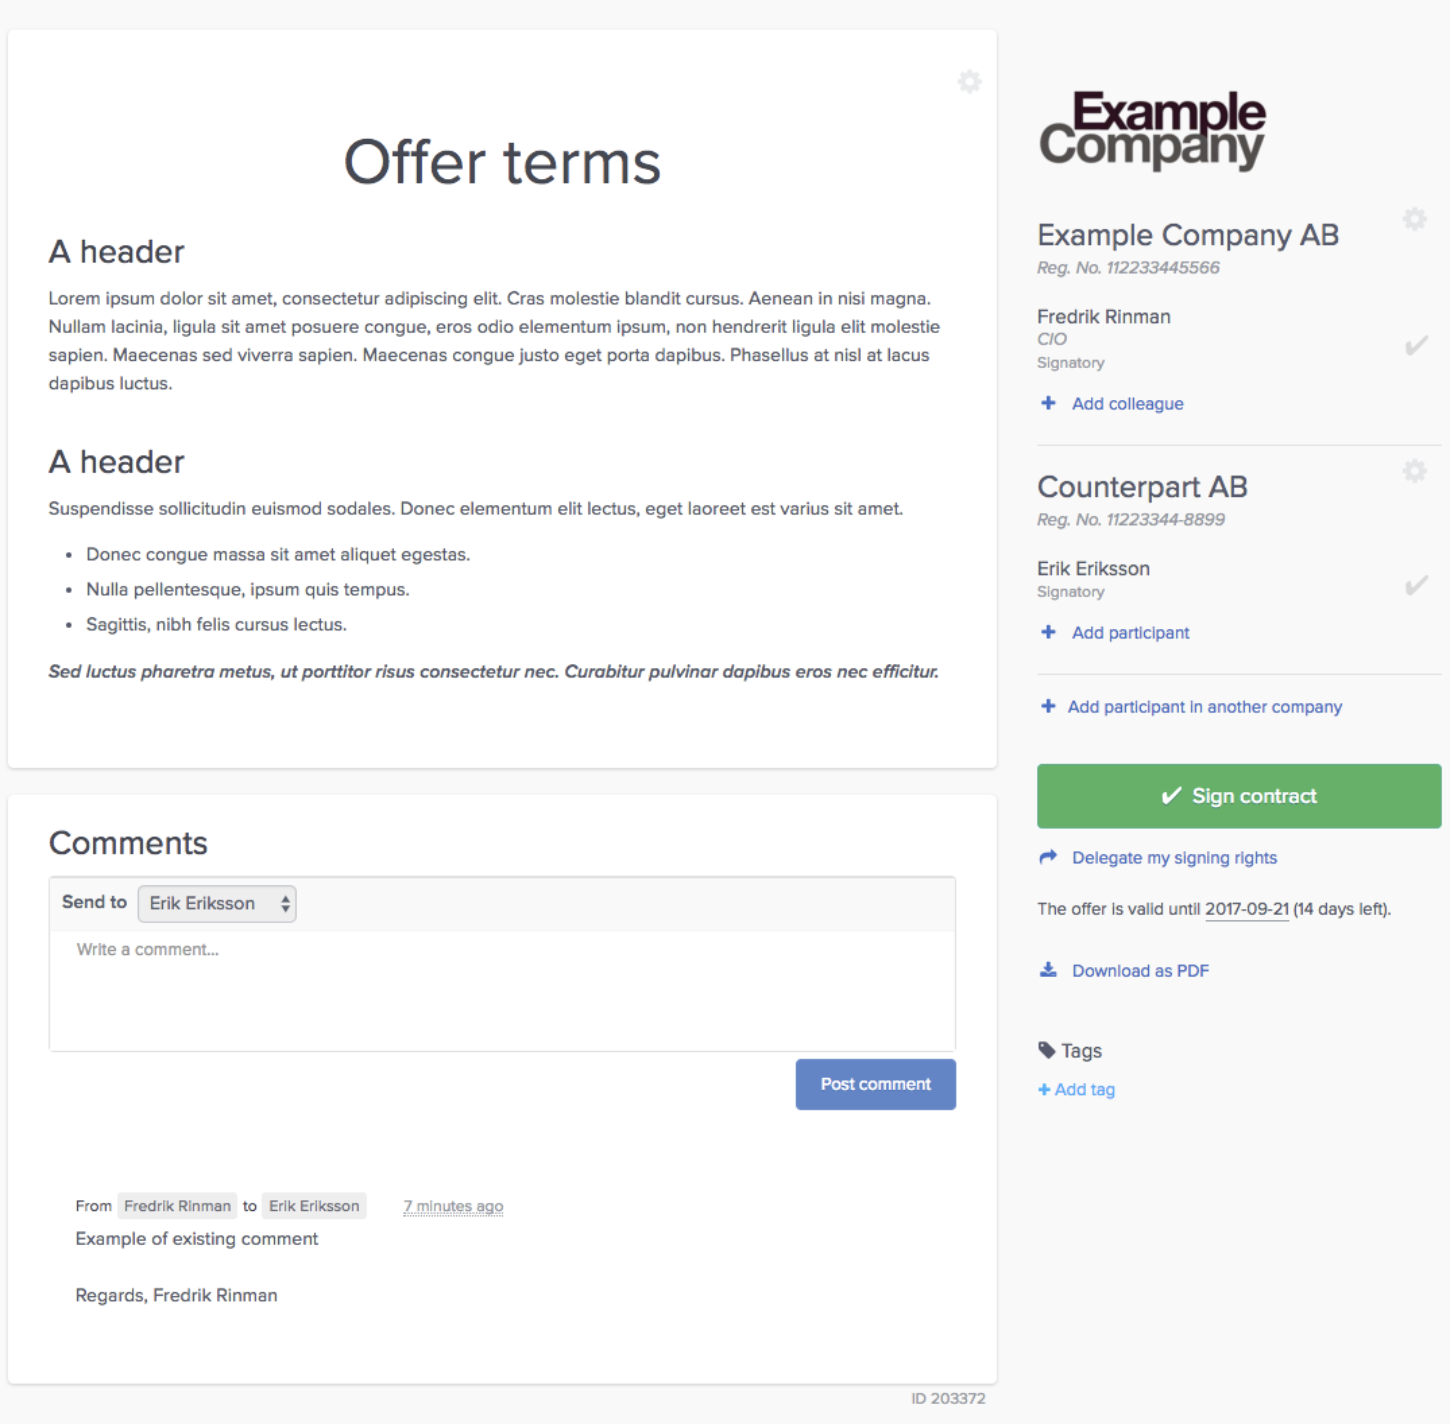 Offer terms
A header
Lorem ipsum dolor sit amet, consectetur adipiscing elit. Cras molestie blandit cursus. Aenean in nisi magna.
Nullam lacinia, ligula sit amet posuere congue, eros odio elementum ipsum, non hendrerit ligula elit molestie
sapien. Maecenas sed viverra sapien. Maecenas congue justo eget porta dapibus. Phasellus at nisl at lacus
dapibus luctus.
A header
Suspendisse sollicitudin euismod sodales. Donec elementum elit lectus, eget laoreet est varius sit amet.
• Donec congue massa sit amet aliquet egestas.
• Nulla pellentesque, ipsum quis tempus.
• Sagittis, nibh felis cursus lectus.
Sed luctus pharetra metus, ut porttitor risus consectetur nec. Curabitur pulvinar dapibus eros nec efficitur.
Comments
Send to Erik Eriksson
Write a comment...
Post comment
From Fredrik Rinman to Erik Eriksson 7 minutes ago
Example of existing comment
Regards, Fredrik Rinman
ID 203372
Example
Company
Example Company AB
Reg. No. 112233445566
Fredrik Rinman
CIO
Signatory
+ Add colleague
Counterpart AB
Reg. No. 11223344-8899
Erik Eriksson
Signatory
+ Add participant
+ Add participant in another company
✔ Sign contract
Delegate my signing rights
The offer is valid until 2017-09-21 (14 days left).
Download as PDF
Tags
+ Add tag